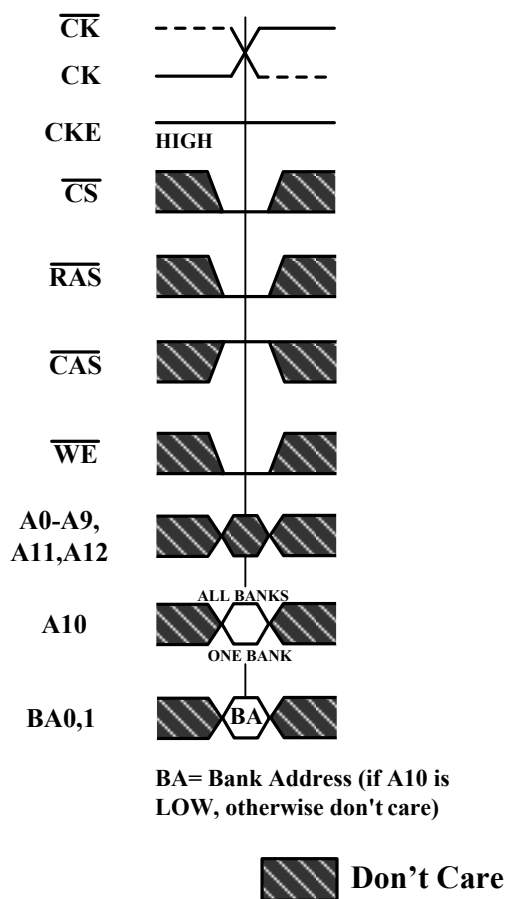 CK
CK
CKE
HIGH
CS
RAS
CAS
WE
A0-A9,
A11,A12
ALL BANKS
A10
ONE BANK
BA0,1
BA
BA= Bank Address (if A10 is
LOW, otherwise don't care)
Don’t Care